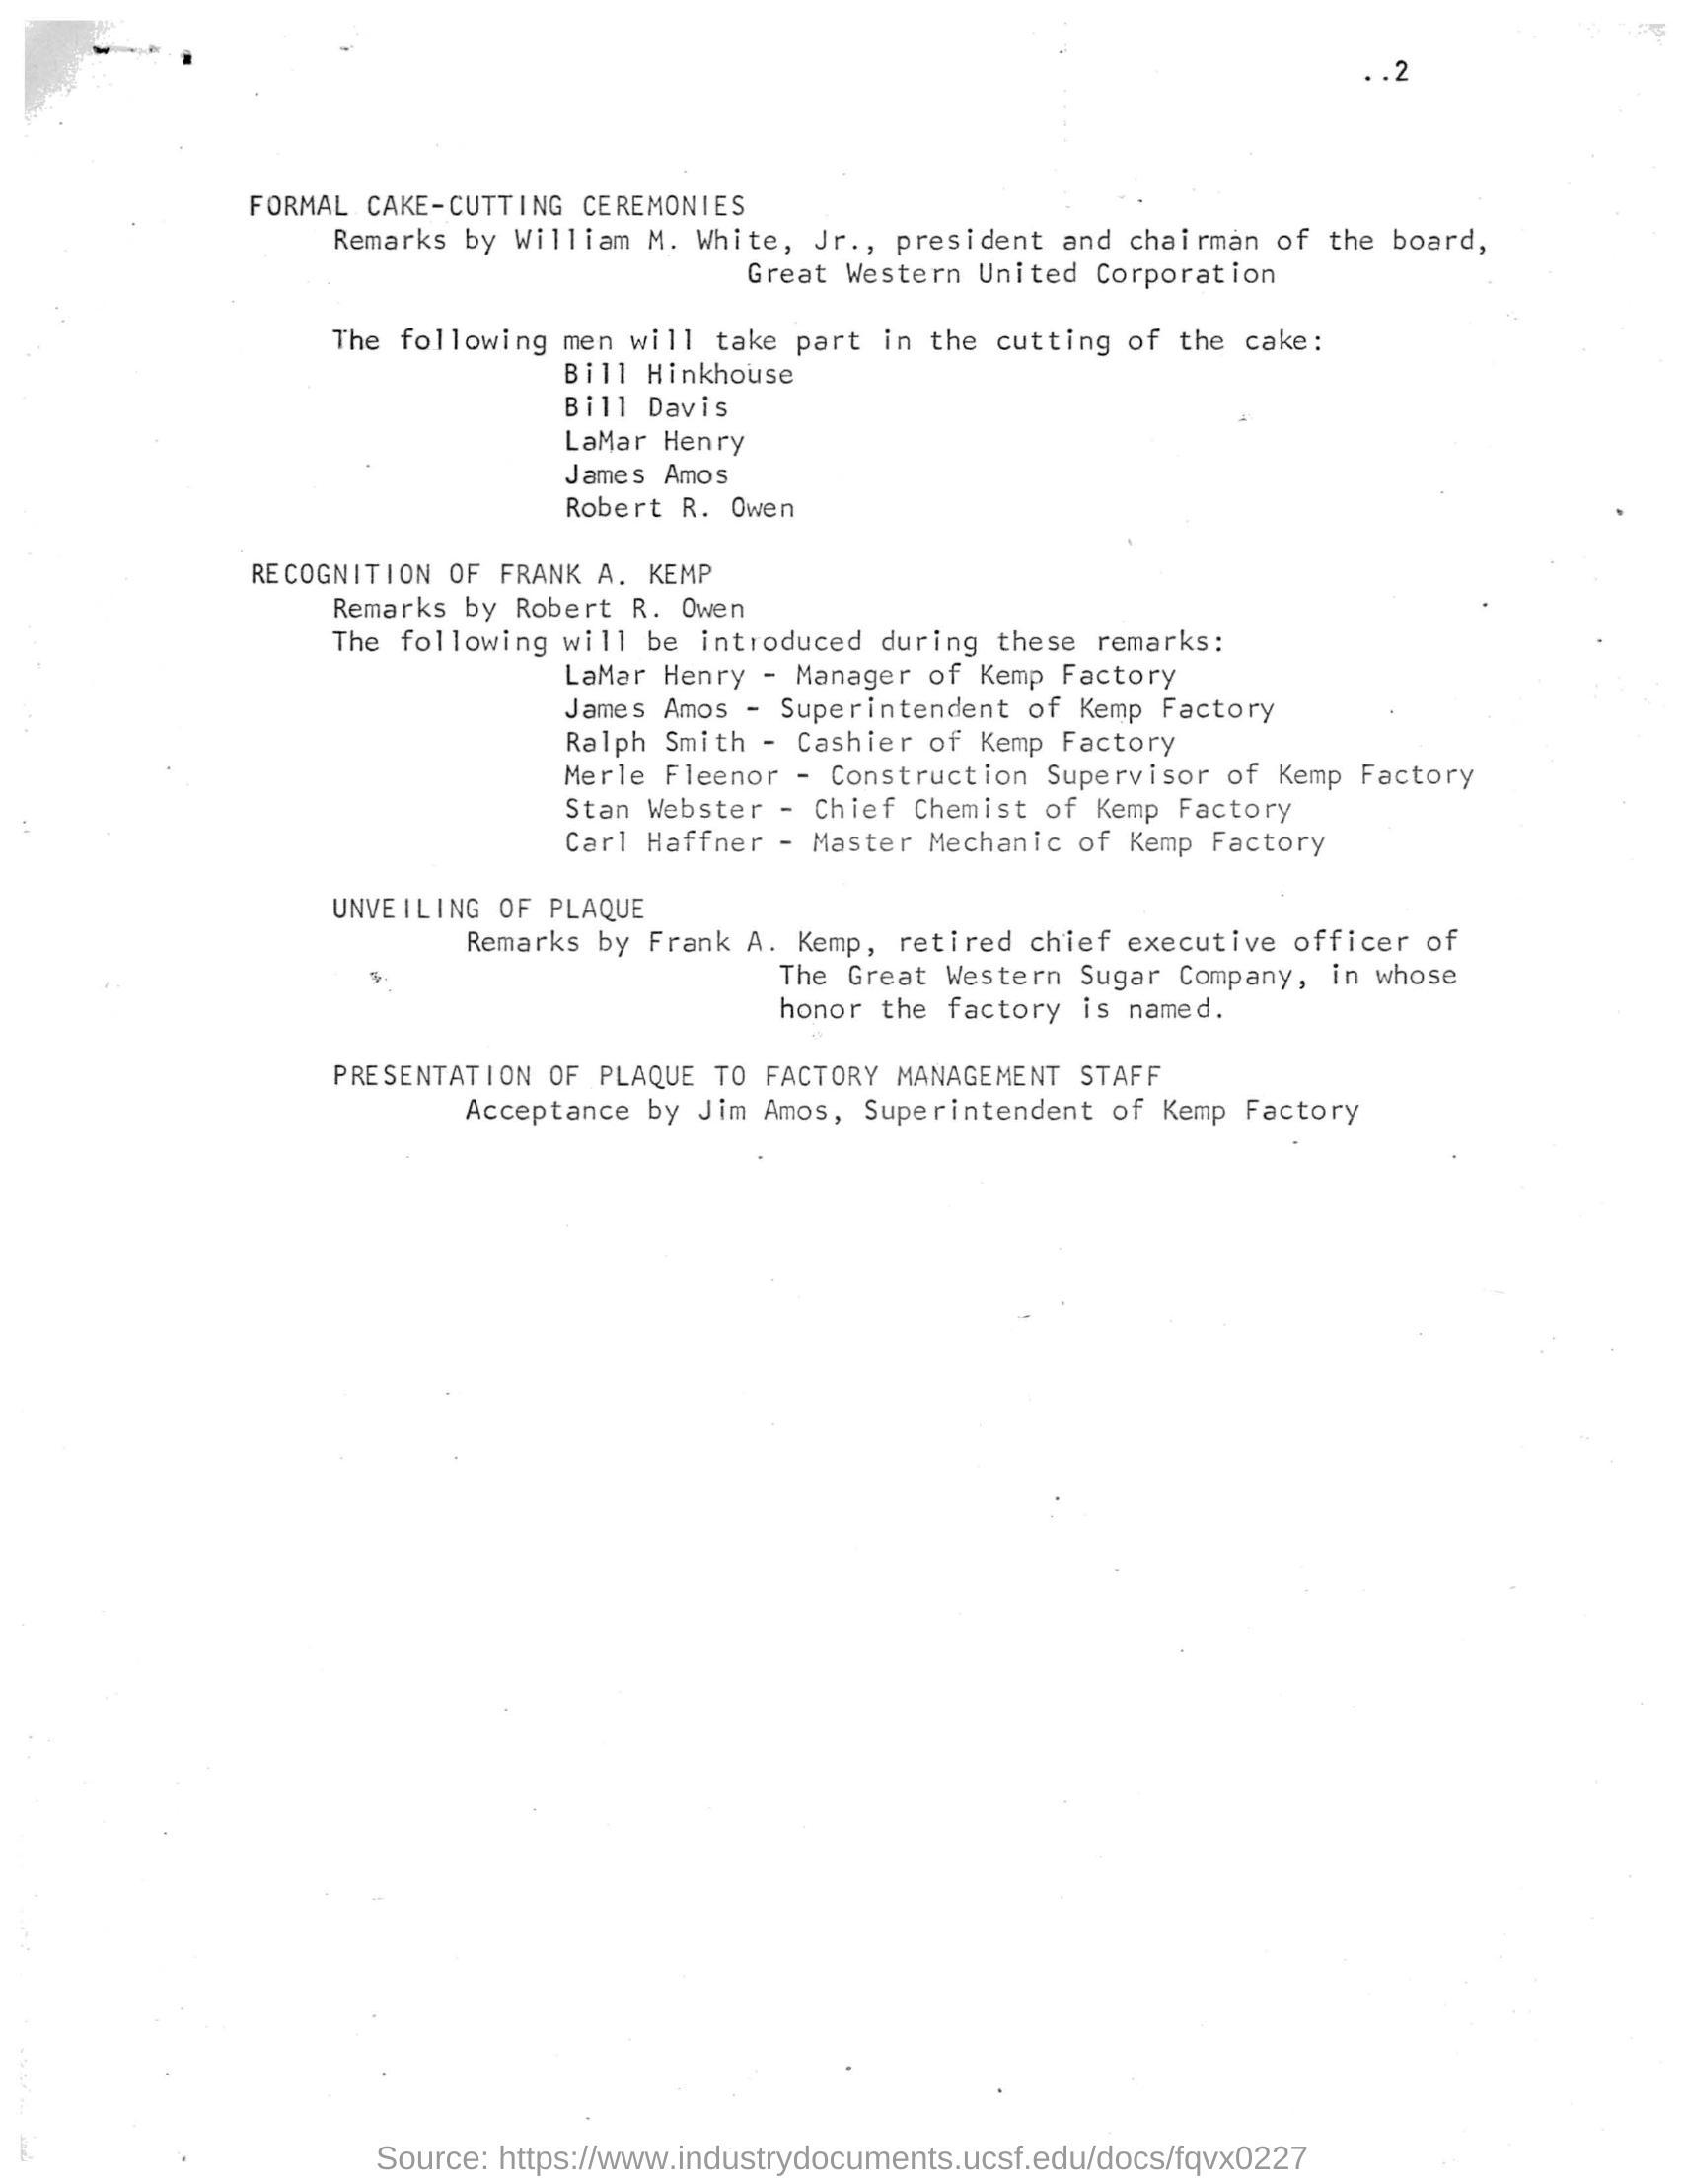 ..2
FORMAL CAKE-CUTTING CEREMONIES
Remarks by William M. White, Jr., president and chairman of the board,
Great Western United Corporation
The following men will take part in the cutting of the cake:
Bill Hinkhouse
Bill Davis
LaMar Henry
James Amos
Robert R. Owen
RECOGNITION OF FRANK A. KEMP
Remarks by Robert R. Owen
The following will be introduced during these remarks:
LaMar Henry - Manager of Kemp Factory
James Amos - Superintendent of Kemp Factory
Ralph Smith - Cashier of Kemp Factory
Merle Fleenor - Construction Supervisor of Kemp Factory
Stan Webster - Chief Chemist of Kemp Factory
Carl Haffner - Master Mechanic of Kemp Factory
UNVEILING OF PLAQUE
Remarks by Frank A. Kemp, retired chief executive officer of
The Great Western Sugar Company, in whose
honor the factory is named.
PRESENTATION OF PLAQUE TO FACTORY MANAGEMENT STAFF
Acceptance by Jim Amos, Superintendent of Kemp Factory
Source: https://www.industrydocuments.ucsf.edu/docs/fqvx0227